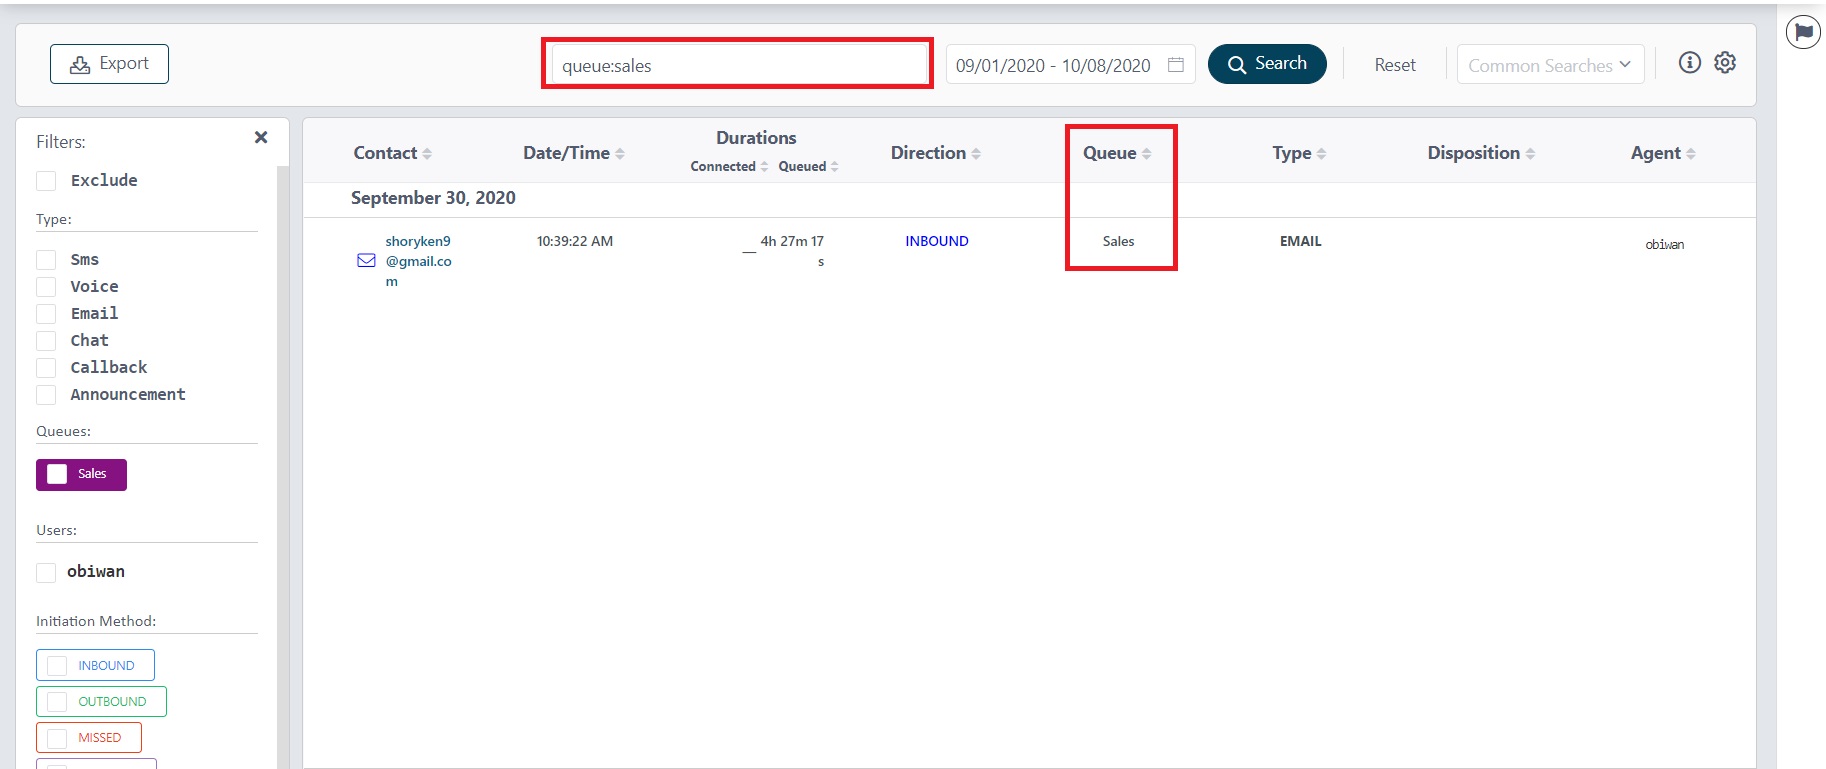 Export
queue:sales
09/01/2020 - 10/08/2020
Search
Reset
Common Searches
Filters:
Exclude
Type:
Sms
Voice
Email
Chat
Callback
Announcement
Queues:
Sales
Users:
obiwan
Initiation Method:
INBOUND
OUTBOUND
MISSED
Contact Date/Time Durations Direction Queue Type Disposition Agent
Connected Queued
September 30, 2020
shoryken9
@gmail.co
m
10:39:22 AM
__ 4h 27m 17
s
INBOUND
Sales
EMAIL
obiwan